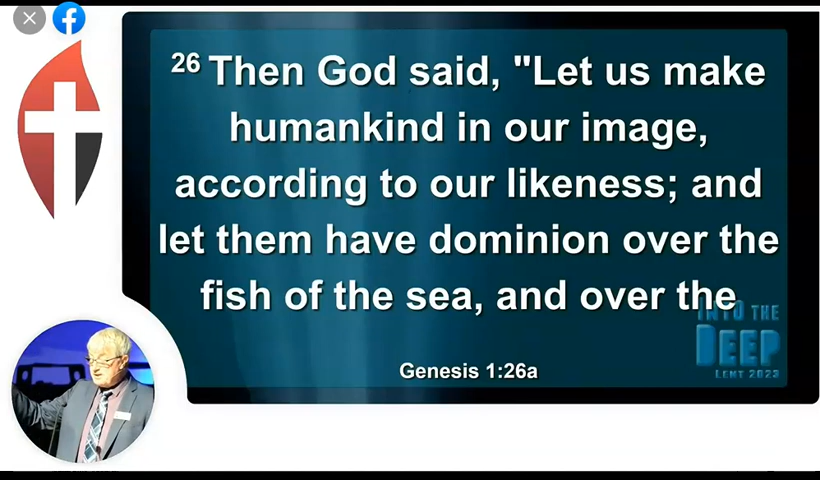 26 Then God said, "Let us make
humankind in our image,
according to our likeness; and
let them have dominion over the
fish of the sea, and over the
INTO THE
DEEP
LENT 2023
Genesis 1:26a